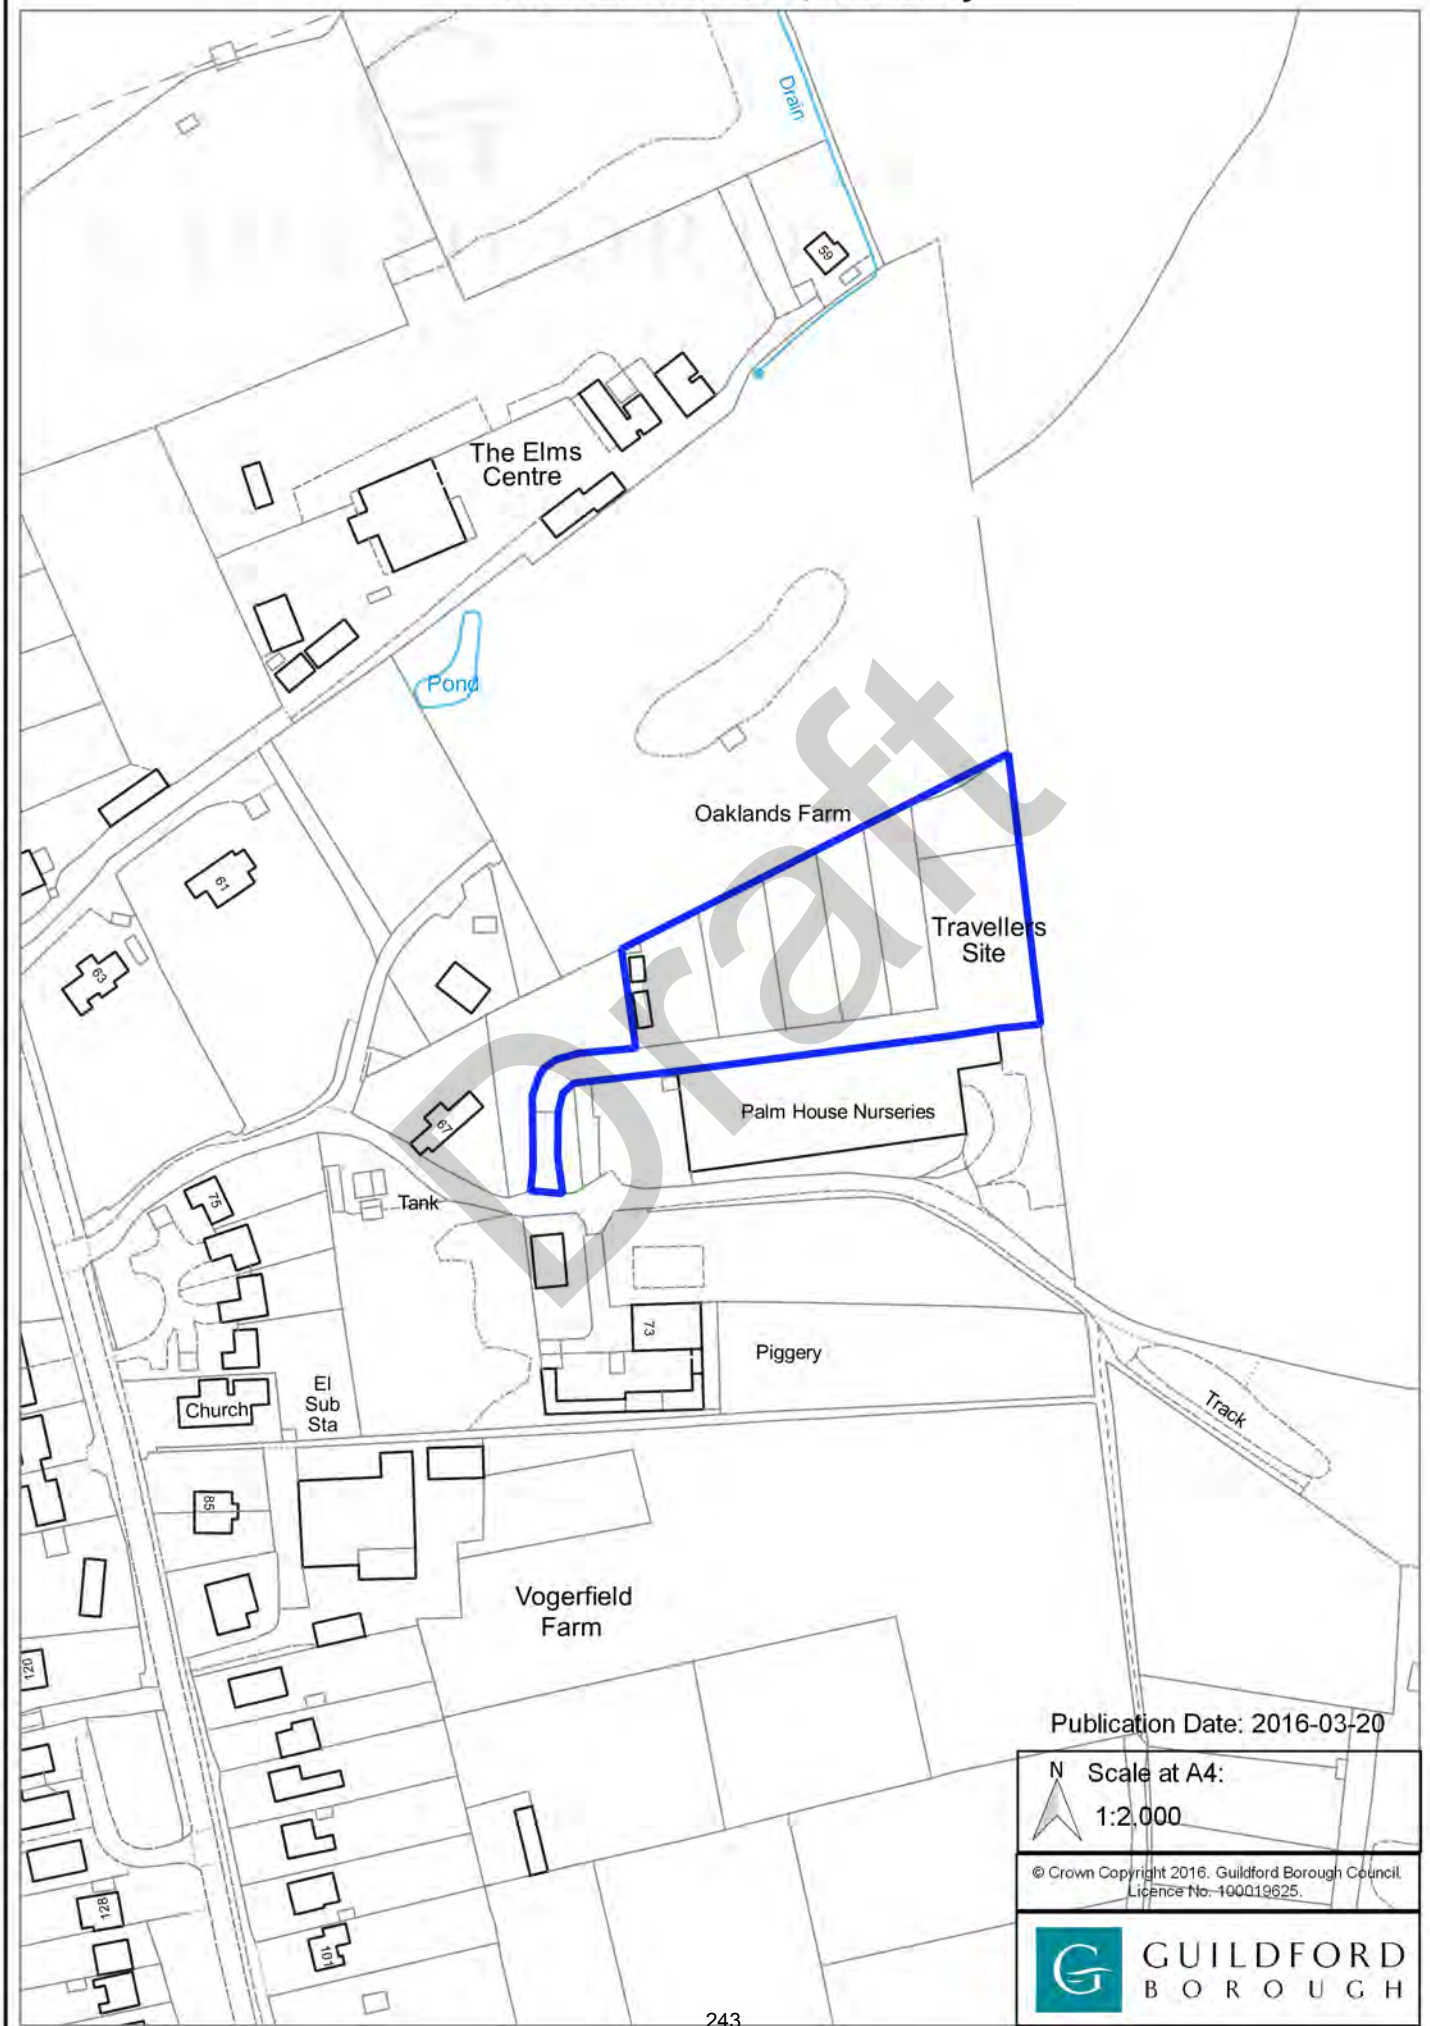 Drain
59
The Elms
Centre
Pond
Oaklands Farm
61
Travellers
Site
63
Palm House Nurseries
67
75
Tank
73
Piggery
El
Sub
Sta
Church
Track
85
Vogerfield
Farm
120
Publication Date: 2016-03-20
N
Scale at A4:
1:2,000
© Crown Copyright 2016. Guildford Borough Council.
Licence No. 100019625.
128
101
G
GUILDFORD
BOROUGH
243
Draft